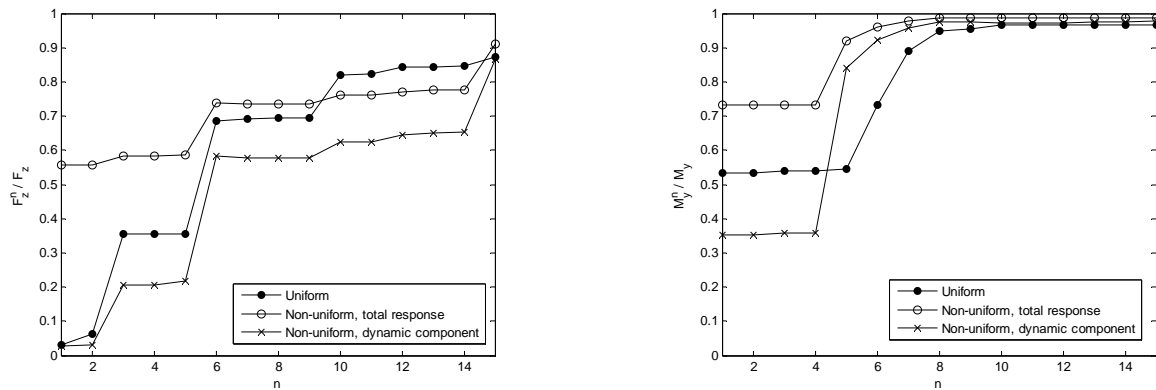 1
0.9
0.8
0.7
0.6
0.5
0.4
0.3
0.2
0.1
0
F_z^n / F_z
2 4 6 8 10 12 14
n
Uniform
Non-uniform, total response
Non-uniform, dynamic component
1
0.9
0.8
0.7
0.6
0.5
0.4
0.3
0.2
0.1
0
M_y^n / M_y
2 4 6 8 10 12 14
n
Uniform
Non-uniform, total response
Non-uniform, dynamic component